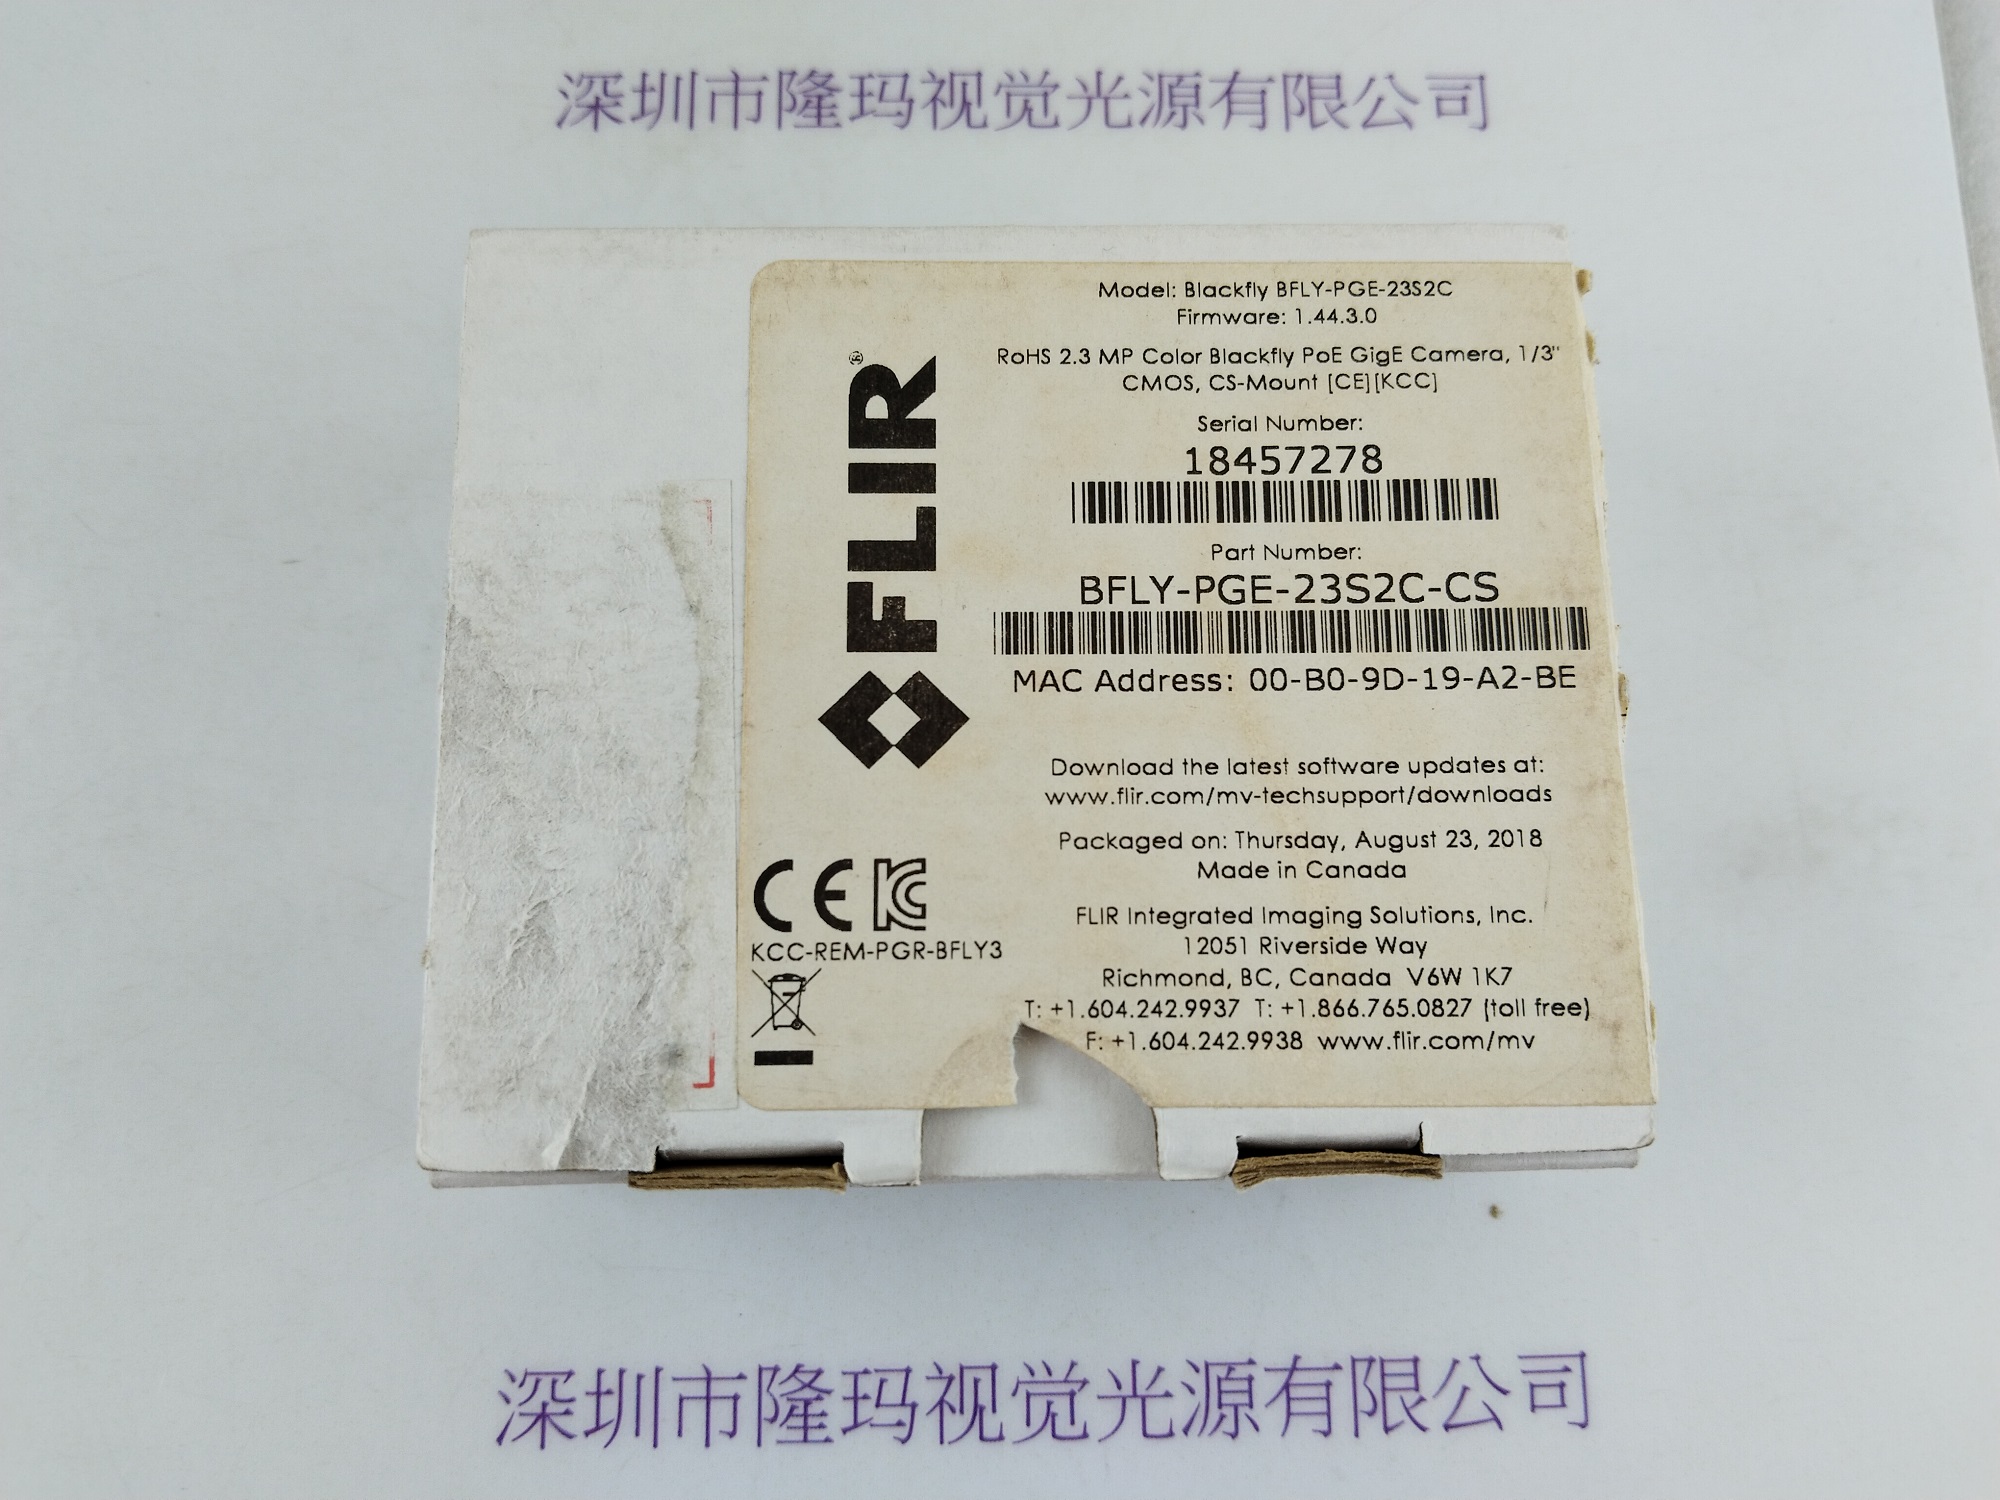 深圳市隆玛视觉光源有限公司
Model: Blackfly BFLY-PGE-23S2C
Firmware: 1.44.3.0
RoHS 2.3 MP Color Blackfly PoE GigE Camera, 1/3"
CMOS, CS-Mount [CE][KCC]
Serial Number:
18457278
Part Number:
BFLY-PGE-23S2C-CS
MAC Address: 00-B0-9D-19-A2-BE
FLIR®
Download the latest software updates at:
www.flir.com/mv-techsupport/downloads
Packaged on: Thursday, August 23, 2018
Made in Canada
CE KC
KCC-REM-PGR-BFLY3
FLIR Integrated Imaging Solutions, Inc.
12051 Riverside Way
Richmond, BC, Canada V6W 1K7
T: +1.604.242.9937 T: +1.866.765.0827 (toll free)
F: +1.604.242.9938 www.flir.com/mv
深圳市隆玛视觉光源有限公司